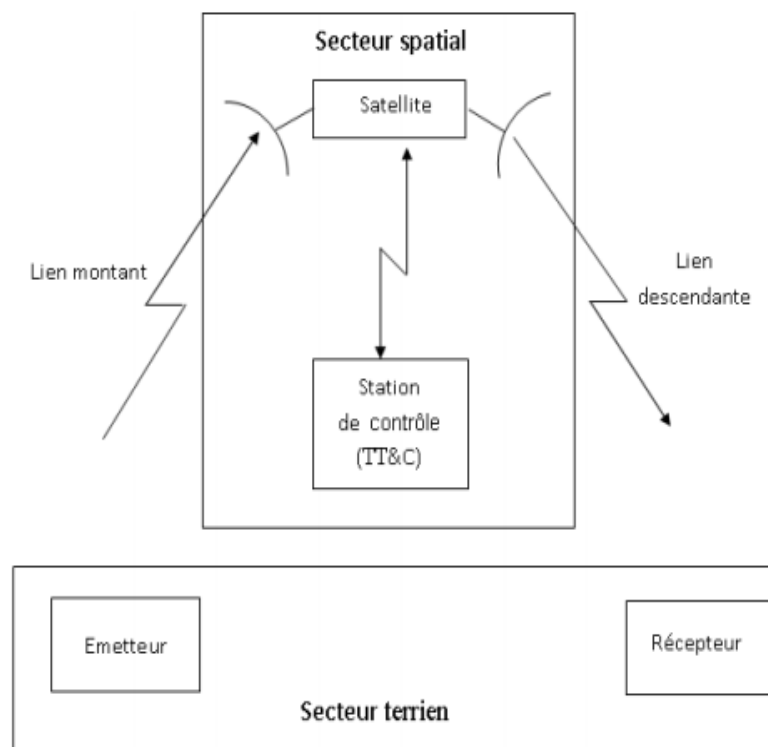 Secteur spatial
Satellite
Lien montant
Lien
descendante
Station
de contrôle
(TT&C)
Emetteur
Récepteur
Secteur terrien